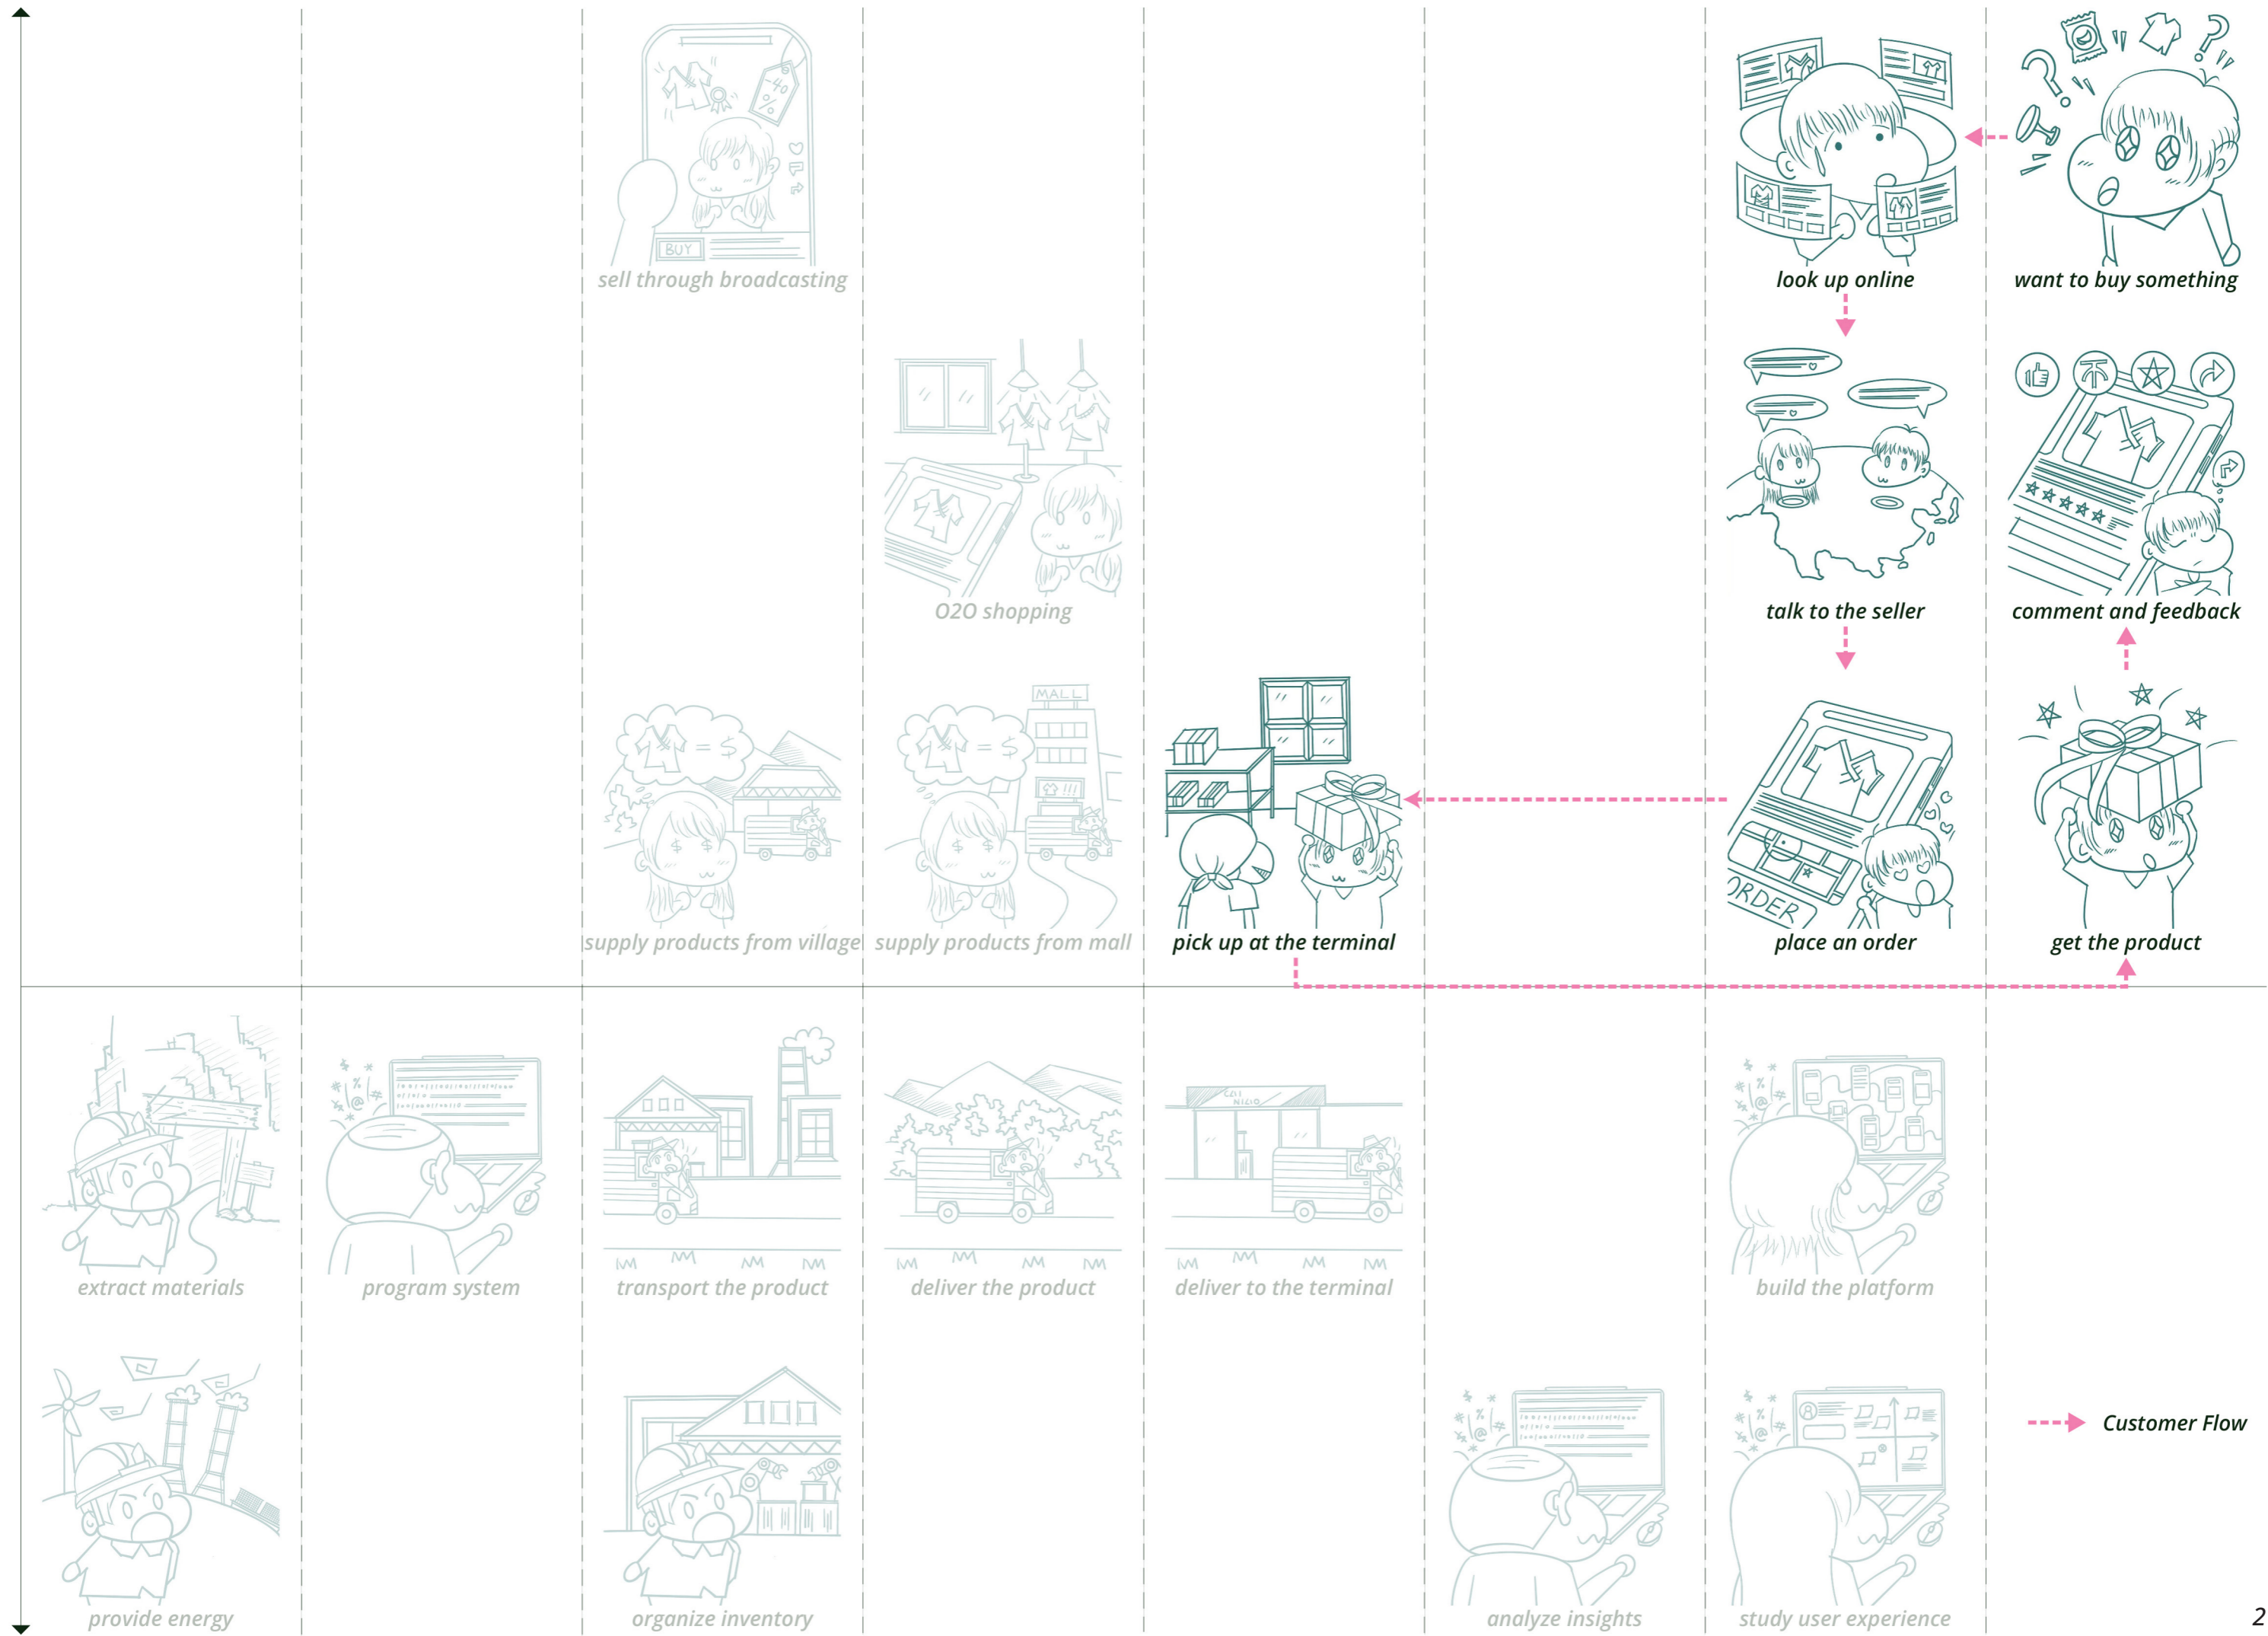 - 40 %
BUY
sell through broadcasting
look up online
want to buy something
O2O shopping
talk to the seller
comment and feedback
= $
MALL
= $
!!!
$ $
ORDER
supply products from village
supply products from mall
pick up at the terminal
place an order
get the product
extract materials
program system
transport the product
deliver the product
deliver to the terminal
build the platform
provide energy
organize inventory
analyze insights
study user experience
Customer Flow
2